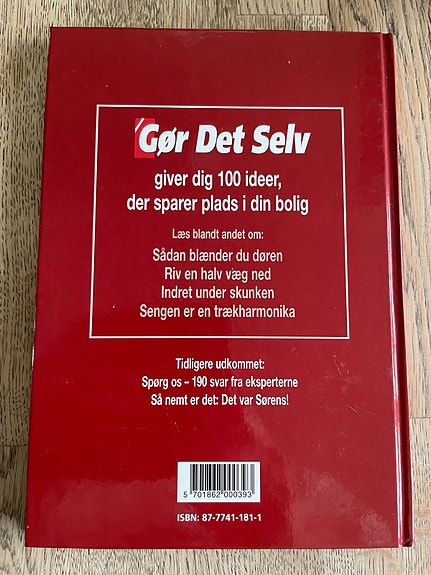 Gør Det Selv
giver dig 100 ideer,
der sparer plads i din bolig
Læs blandt andet om:
Sådan blænder du døren
Riv en halv væg ned
Indret under skunken
Sengen er en trækharmonika
Tidligere udkommet:
Spørg os – 190 svar fra eksperterne
Så nemt er det: Det var Sørens!
5 701862 000393
ISBN: 87-7741-181-1